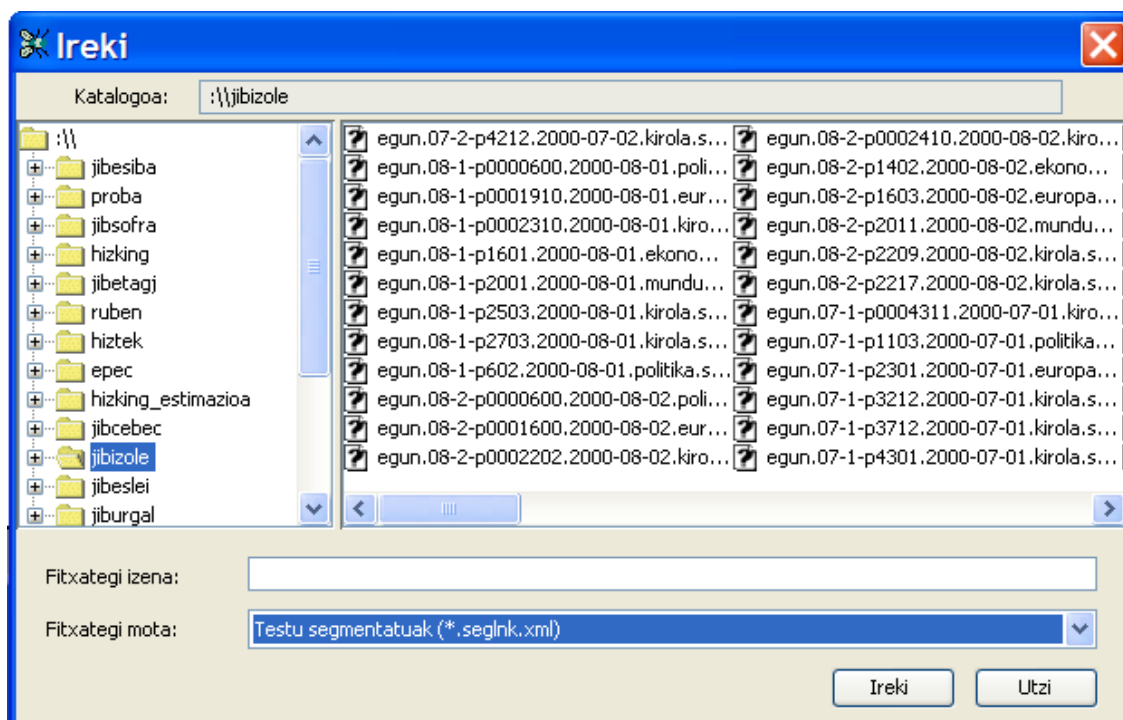 Ireki
Katalogoa: :\\jibizole
:\\
jibesiba
proba
jibsofra
hizking
jibetagj
ruben
hiztek
epec
hizking_estimazioa
jibcebec
jibizole
jibeslei
jiburgal
egun.07-2-p4212.2000-07-02.kirola.s...
egun.08-1-p0000600.2000-08-01.poli...
egun.08-1-p0001910.2000-08-01.eur...
egun.08-1-p0002310.2000-08-01.kiro...
egun.08-1-p1601.2000-08-01.ekono...
egun.08-1-p2001.2000-08-01.mundu...
egun.08-1-p2503.2000-08-01.kirola.s...
egun.08-1-p2703.2000-08-01.kirola.s...
egun.08-1-p602.2000-08-01.politika.s...
egun.08-2-p0000600.2000-08-02.poli...
egun.08-2-p0001600.2000-08-02.eur...
egun.08-2-p0002202.2000-08-02.kiro...
egun.08-2-p0002410.2000-08-02.kiro...
egun.08-2-p1402.2000-08-02.ekono...
egun.08-2-p1603.2000-08-02.europa...
egun.08-2-p2011.2000-08-02.mundu...
egun.08-2-p2209.2000-08-02.kirola.s...
egun.08-2-p2217.2000-08-02.kirola.s...
egun.07-1-p0004311.2000-07-01.kiro...
egun.07-1-p1103.2000-07-01.politika...
egun.07-1-p2301.2000-07-01.europa...
egun.07-1-p3212.2000-07-01.kirola.s...
egun.07-1-p3712.2000-07-01.kirola.s...
egun.07-1-p4301.2000-07-01.kirola.s...
Fitxategi izena:
Fitxategi mota: Testu segmentatuak (*.seglnk.xml)
Ireki Utzi